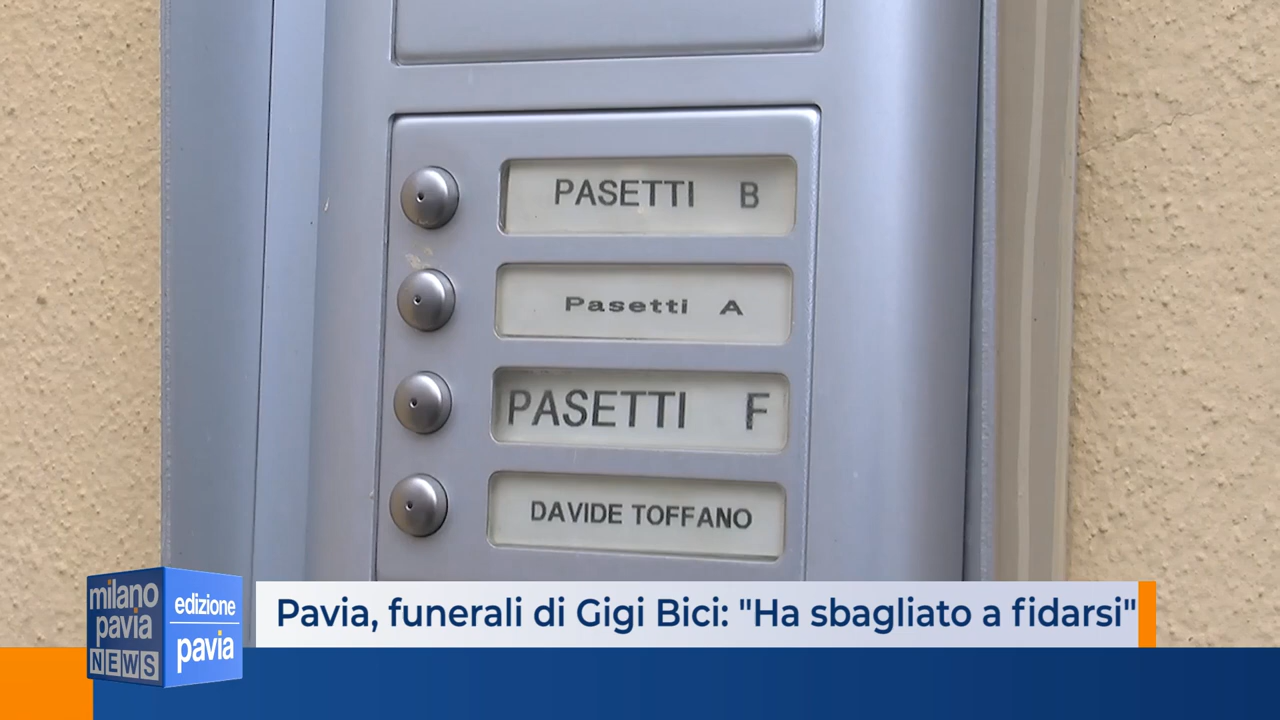 PASETTI B
Pasetti A
PASETTI F
DAVIDE TOFFANO
milano
pavia
NEWS
edizione
pavia
Pavia, funerali di Gigi Bici: "Ha sbagliato a fidarsi"